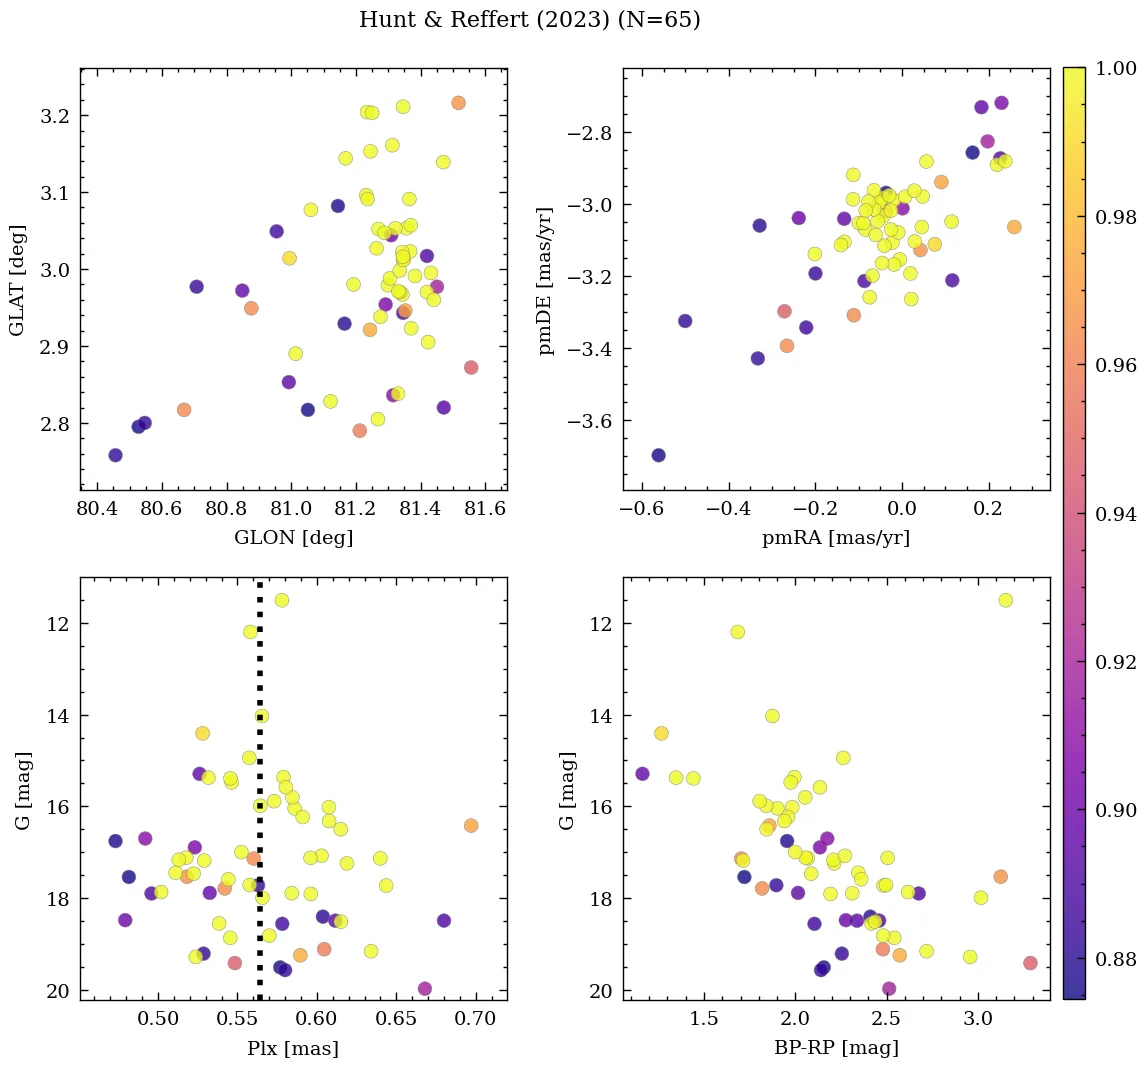 Hunt & Reffert (2023) (N=65)
3.2
3.1
3.0
2.9
2.8
GLAT [deg]
80.4 80.6 80.8 81.0 81.2 81.4 81.6
GLON [deg]
−2.8
−3.0
−3.2
−3.4
−3.6
pmDE [mas/yr]
−0.6 −0.4 −0.2 0.0 0.2
pmRA [mas/yr]
1.00
0.98
0.96
0.94
0.92
0.90
0.88
12
14
16
18
20
G [mag]
0.50 0.55 0.60 0.65 0.70
Plx [mas]
12
14
16
18
20
G [mag]
1.5 2.0 2.5 3.0
BP-RP [mag]